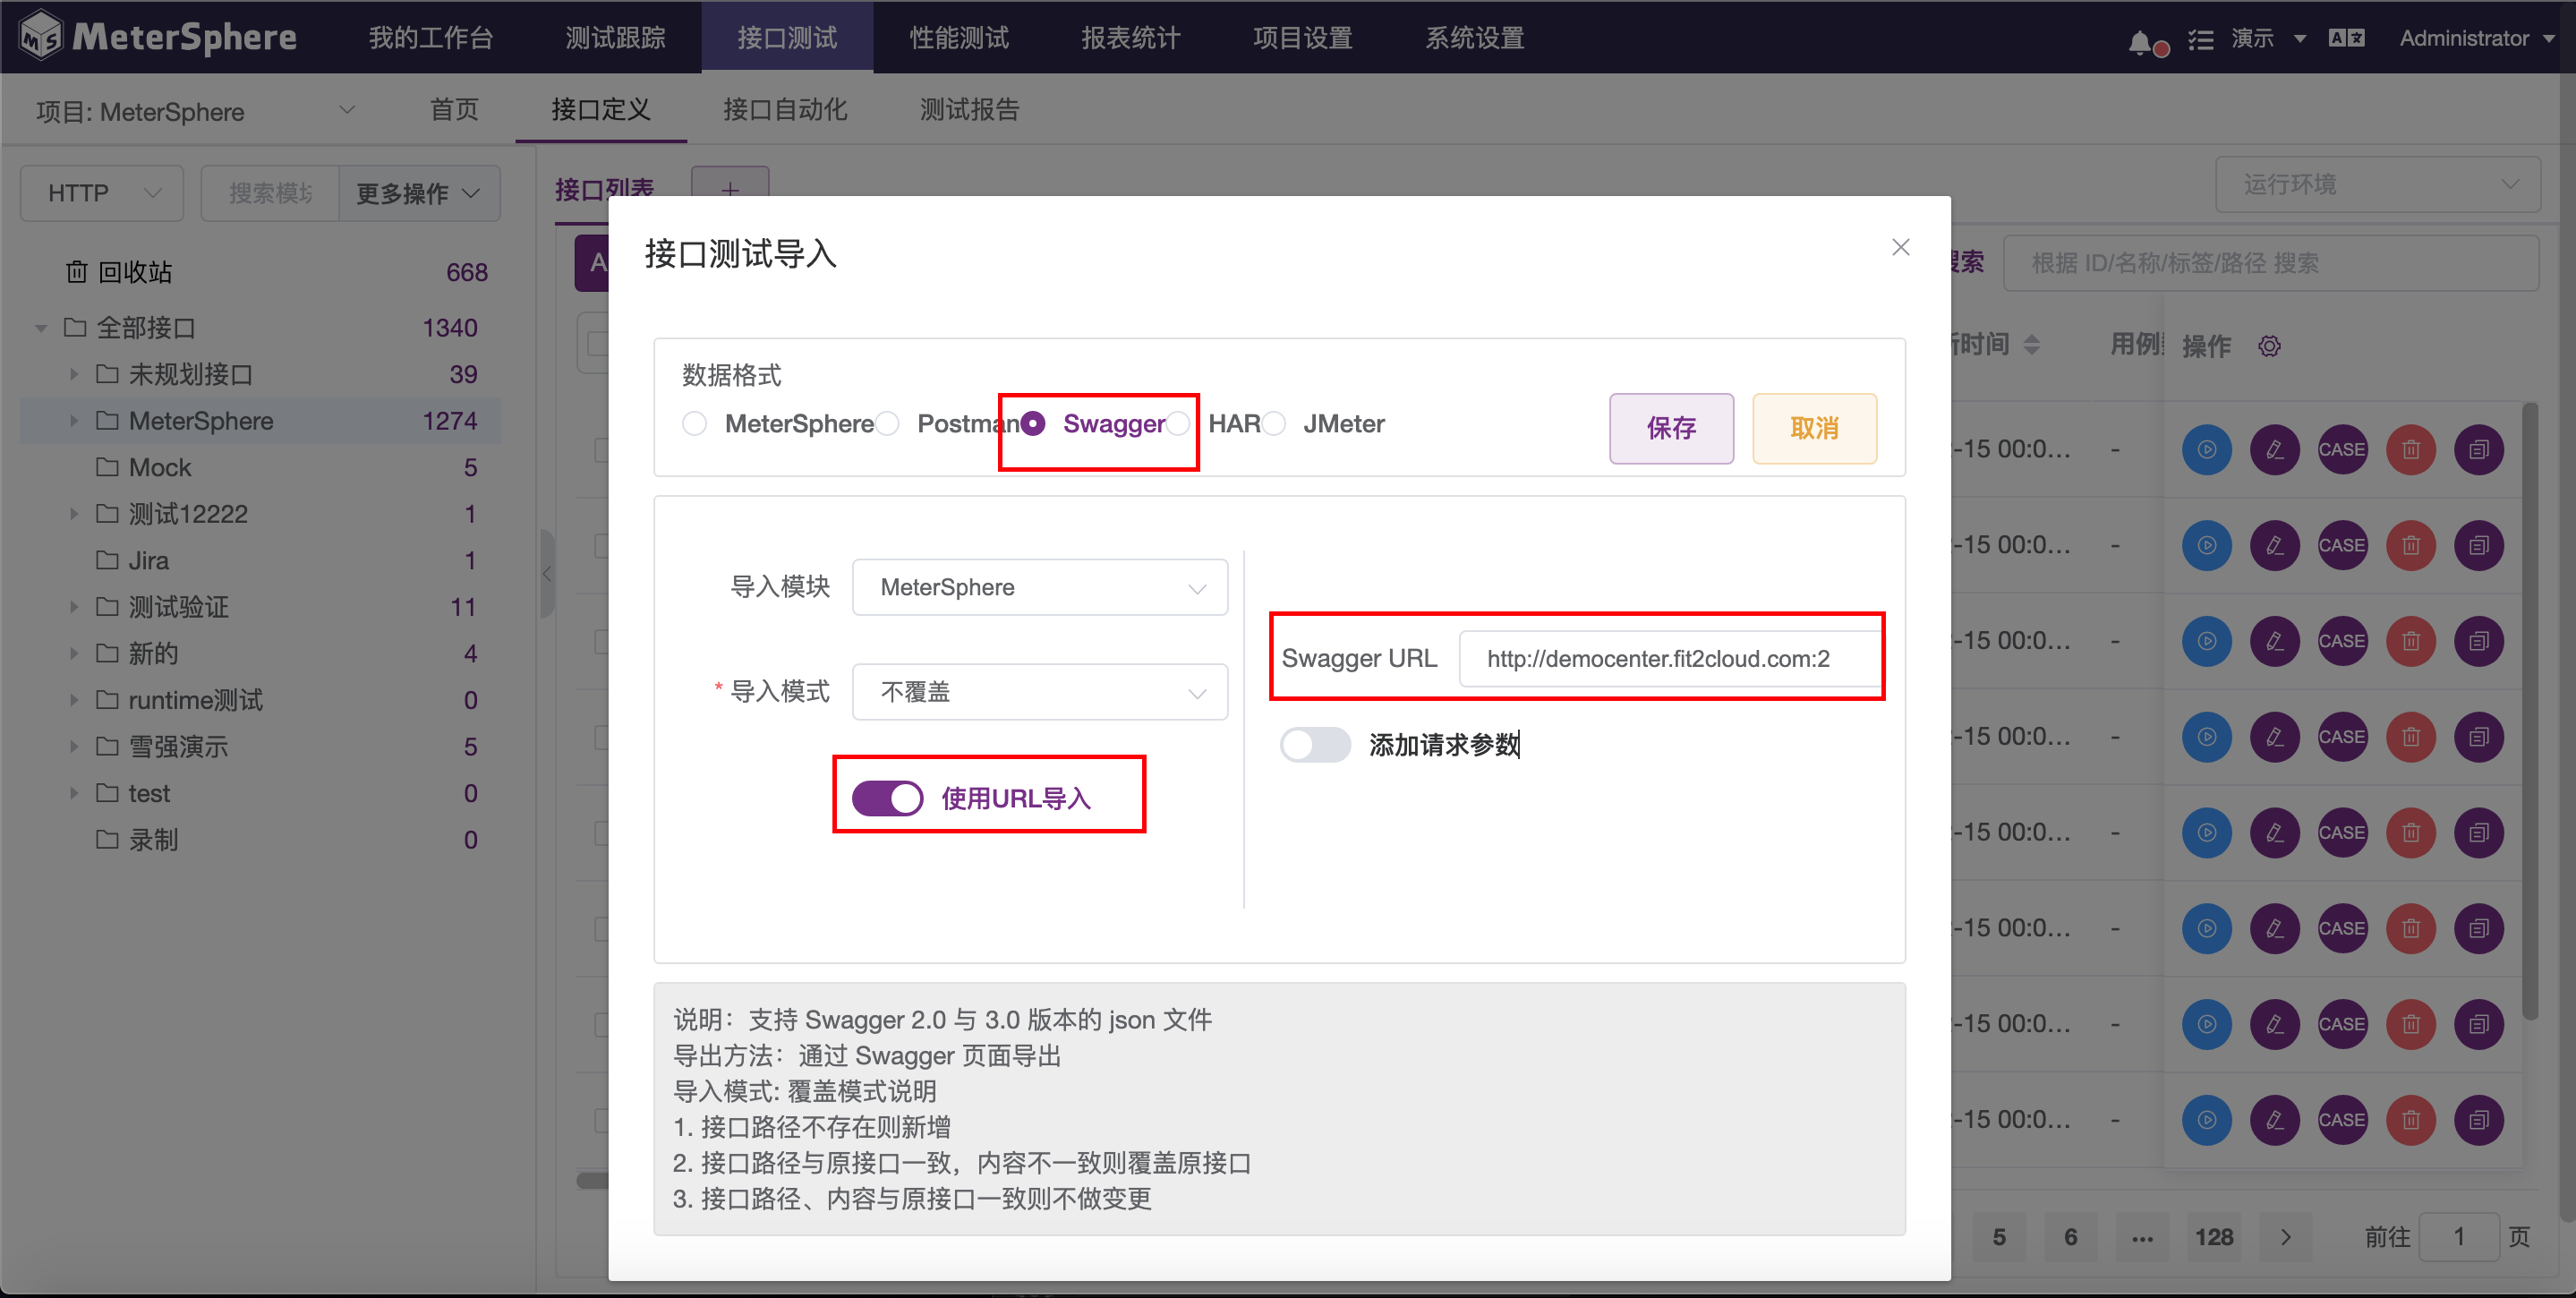 MeterSphere 我的工作台 测试跟踪 接口测试 性能测试 报表统计 项目设置 系统设置 演示 Administrator
项目: MeterSphere 首页 接口定义 接口自动化 测试报告
HTTP 搜索模块 更多操作
接口列表 +
运行环境
回收站 668
全部接口 1340
未规划接口 39
MeterSphere 1274
Mock 5
测试12222 1
Jira 1
测试验证 11
新的 4
runtime测试 0
雪强演示 5
test 0
录制 0
接口测试导入
数据格式
MeterSphere Postman Swagger HAR JMeter
保存 取消
导入模块 MeterSphere
* 导入模式 不覆盖
使用URL导入
Swagger URL http://democenter.fit2cloud.com:2
添加请求参数
说明：支持 Swagger 2.0 与 3.0 版本的 json 文件
导出方法：通过 Swagger 页面导出
导入模式: 覆盖模式说明
1. 接口路径不存在则新增
2. 接口路径与原接口一致，内容不一致则覆盖原接口
3. 接口路径、内容与原接口一致则不做变更
搜索 根据 ID/名称/标签/路径 搜索
时间 用例 操作
-15 00:0... - CASE
-15 00:0... - CASE
-15 00:0... - CASE
-15 00:0... - CASE
-15 00:0... - CASE
-15 00:0... - CASE
-15 00:0... - CASE
-15 00:0... - CASE
5 6 ... 128 > 前往 1 页